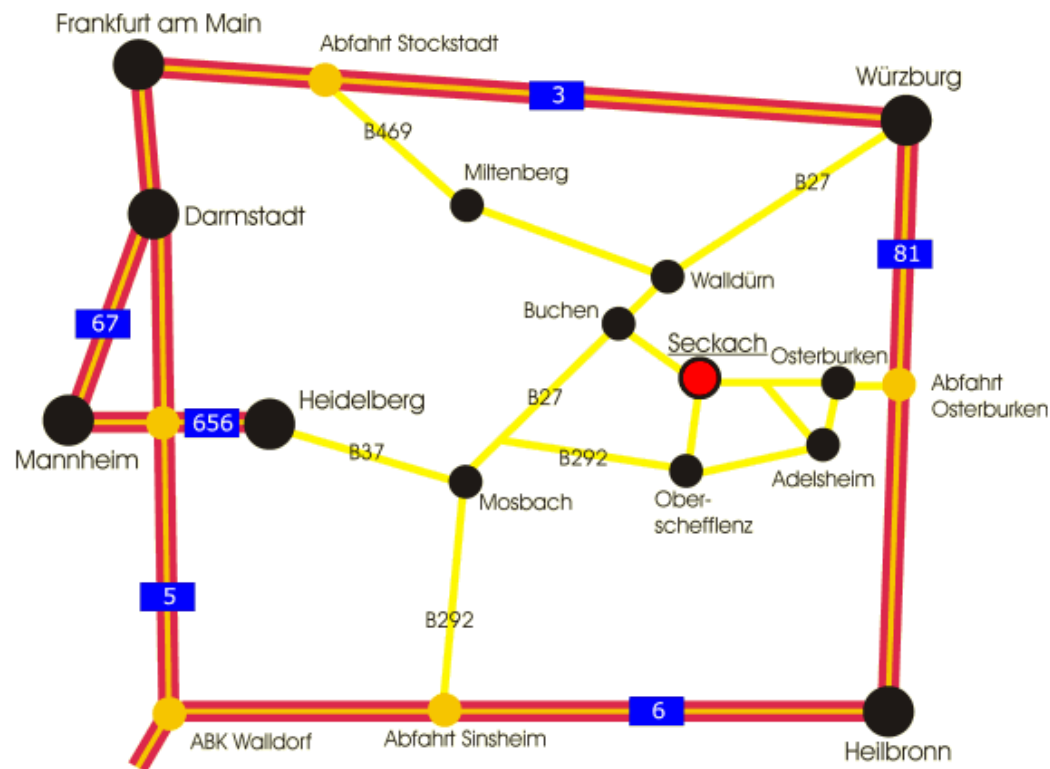 Frankfurt am Main
Abfahrt Stockstadt
Würzburg
3
B469
Miltenberg
B27
Darmstadt
81
Walldürn
Buchen
67
Seckach
Osterburken
Abfahrt
Osterburken
Heidelberg
656
B27
Mannheim
B37
B292
Adelsheim
Mosbach
Ober-
schefflenz
5
B292
6
ABK Walldorf
Abfahrt Sinsheim
Heilbronn